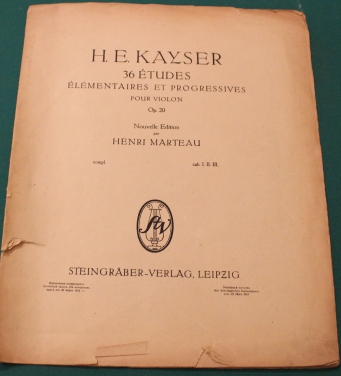 H. E. KAYSER
36 ÉTUDES
ÉLÉMENTAIRES ET PROGRESSIVES
POUR VIOLON
Op. 20
Nouvelle Edition
par
HENRI MARTEAU
compl. cah. I. II. III.
StV
STEINGRÄBER-VERLAG, LEIPZIG